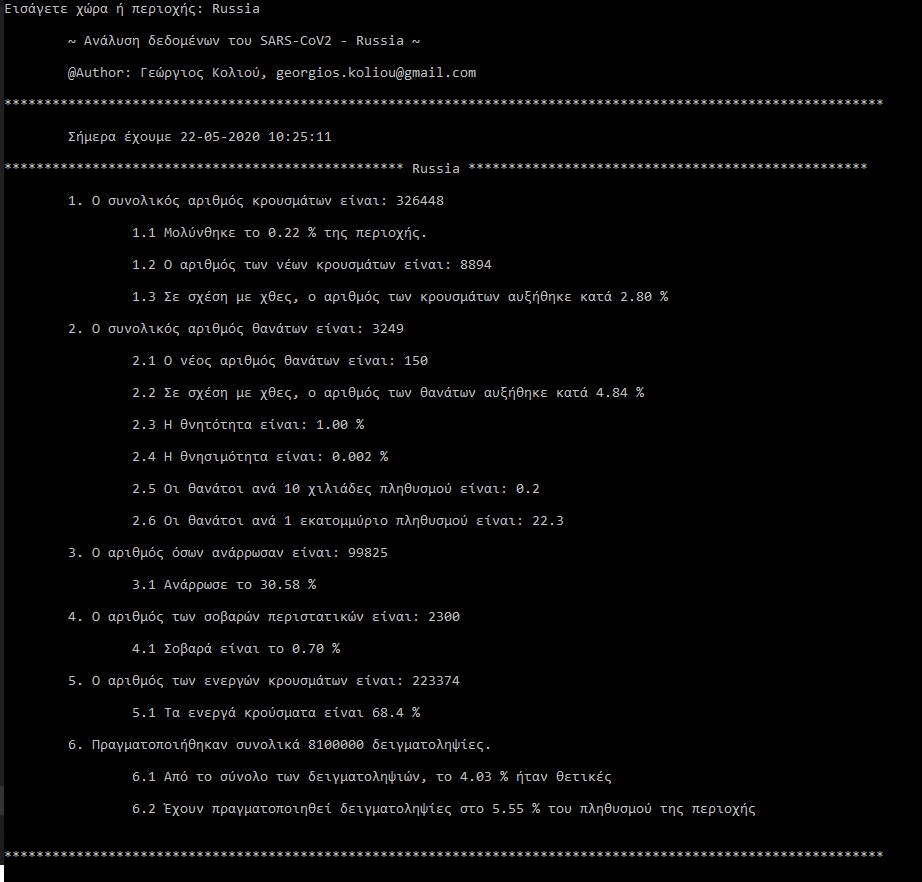 Εισάγετε χώρα ή περιοχής: Russia
~ Ανάλυση δεδομένων του SARS-CoV2 - Russia ~
@Author: Γεώργιος Κολιού, georgios.koliou@gmail.com
**************************************************************************************************************
Σήμερα έχουμε 22-05-2020 10:25:11
************************************************** Russia **************************************************
1. Ο συνολικός αριθμός κρουσμάτων είναι: 326448
1.1 Μολύνθηκε το 0.22 % της περιοχής.
1.2 Ο αριθμός των νέων κρουσμάτων είναι: 8894
1.3 Σε σχέση με χθες, ο αριθμός των κρουσμάτων αυξήθηκε κατά 2.80 %
2. Ο συνολικός αριθμός θανάτων είναι: 3249
2.1 Ο νέος αριθμός θανάτων είναι: 150
2.2 Σε σχέση με χθες, ο αριθμός των θανάτων αυξήθηκε κατά 4.84 %
2.3 Η θνητότητα είναι: 1.00 %
2.4 Η θνησιμότητα είναι: 0.002 %
2.5 Οι θανάτοι ανά 10 χιλιάδες πληθυσμού είναι: 0.2
2.6 Οι θανάτοι ανά 1 εκατομμύριο πληθυσμού είναι: 22.3
3. Ο αριθμός όσων ανάρρωσαν είναι: 99825
3.1 Ανάρρωσε το 30.58 %
4. Ο αριθμός των σοβαρών περιστατικών είναι: 2300
4.1 Σοβαρά είναι το 0.70 %
5. Ο αριθμός των ενεργών κρουσμάτων είναι: 223374
5.1 Τα ενεργά κρούσματα είναι 68.4 %
6. Πραγματοποιήθηκαν συνολικά 8100000 δειγματοληψίες.
6.1 Από το σύνολο των δειγματοληψιών, το 4.03 % ήταν θετικές
6.2 Έχουν πραγματοποιηθεί δειγματοληψίες στο 5.55 % του πληθυσμού της περιοχής
**************************************************************************************************************